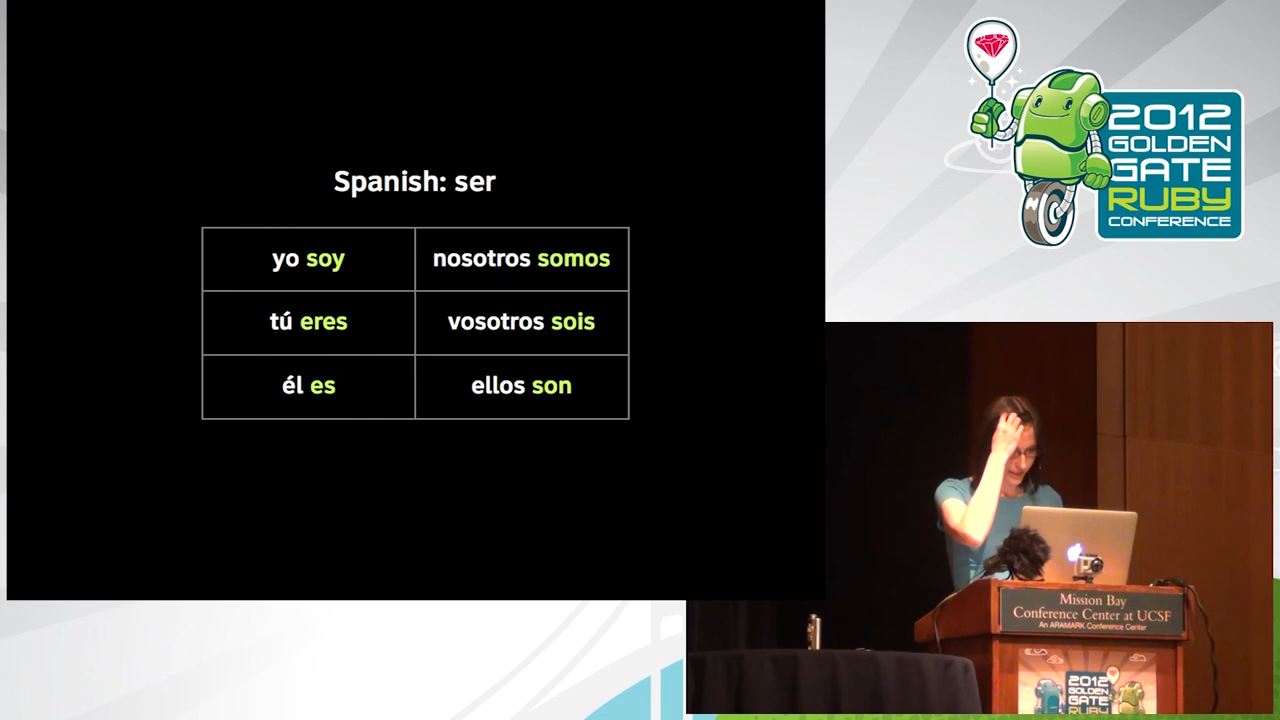 Spanish: ser
yo soy
nosotros somos
tú eres
vosotros sois
él es
ellos son
2012
GOLDEN
GATE
RUBY
CONFERENCE
Mission Bay
Conference Center at UCSF
An ARAMARK Conference Center
2012
GOLDEN
GATE
RUBY